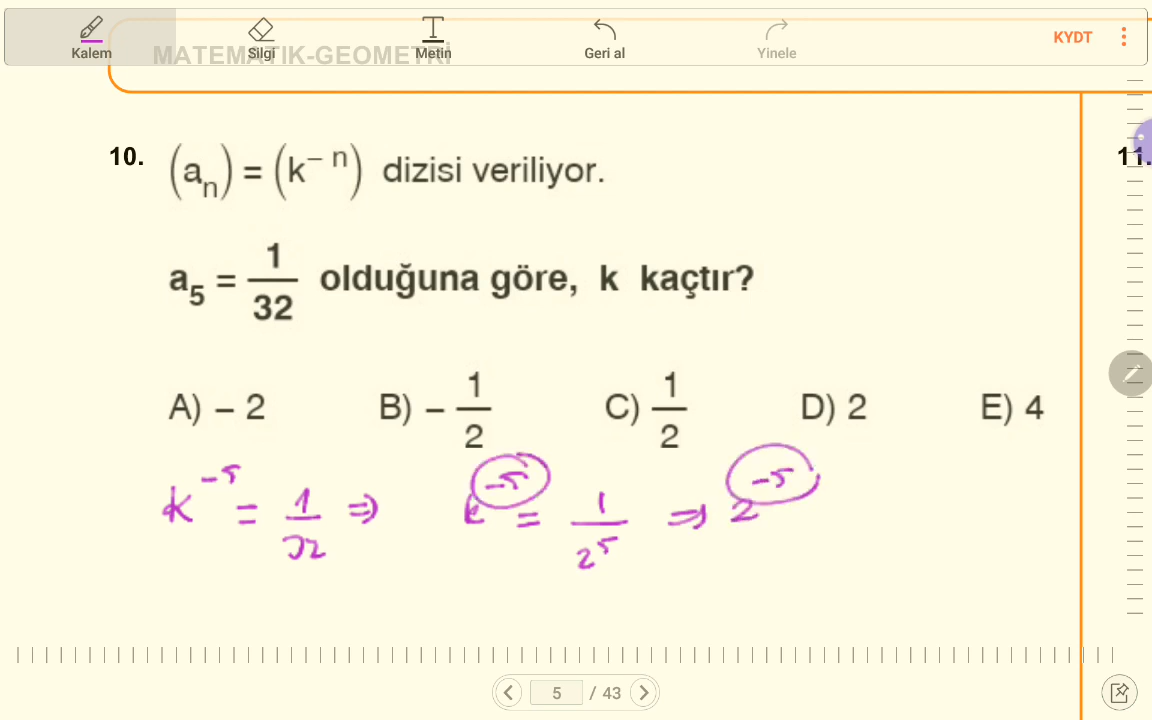 Kalem Silgi Metin Geri al Yinele KYDT
MATEMATİK-GEOMETRİ
10. (aₙ) = (k⁻ⁿ) dizisi veriliyor.
11.
a₅ = 1/32 olduğuna göre, k kaçtır?
A) – 2 B) – 1/2 C) 1/2 D) 2 E) 4
k⁻⁵ = 1/32 ⇒ k⁻⁵ = 1/2⁵ ⇒ 2⁻⁵
5 / 43